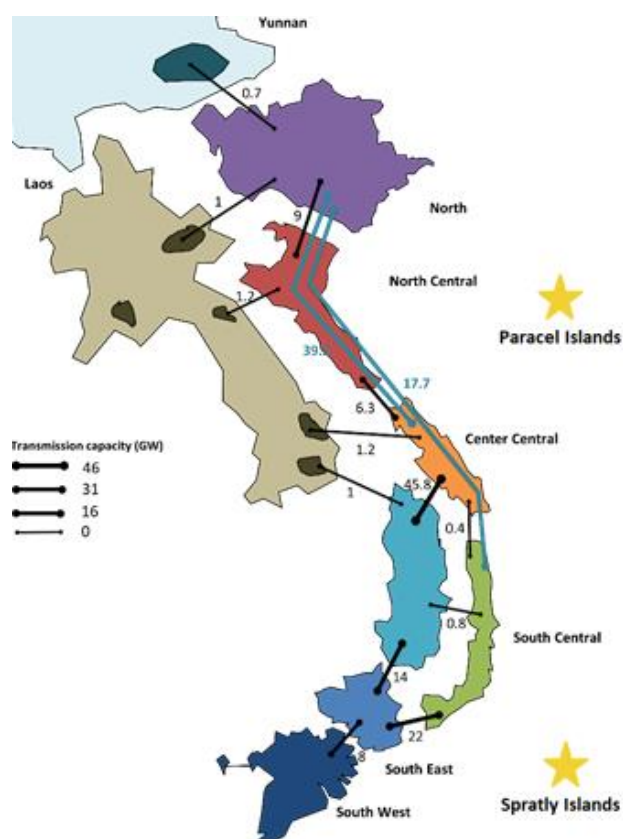 Yunnan
0.7
Laos
1
9
North
North Central
1.2
Paracel Islands
39.
17.7
6.3
Center Central
1.2
Transmission capacity (GW)
46
31
16
0
45.8
1
0.4
0.8
South Central
14
22
8
South East
South West
Spratly Islands